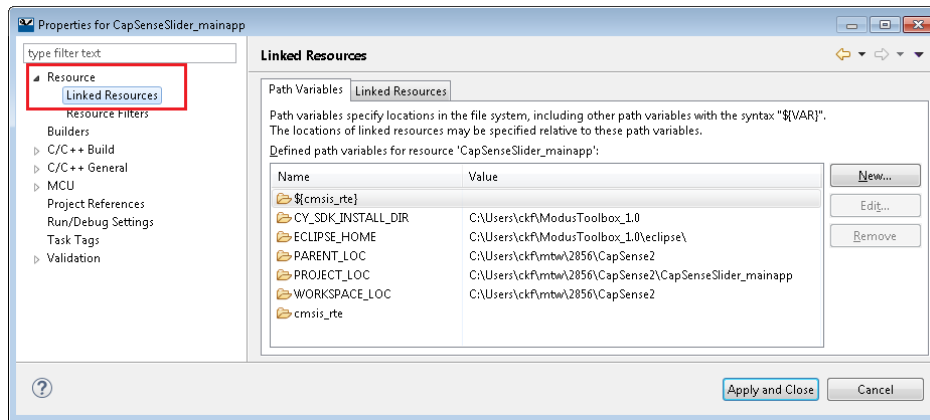 Properties for CapSenseSlider_mainapp
type filter text
Resource
Linked Resources
Resource Filters
Builders
C/C++ Build
C/C++ General
MCU
Project References
Run/Debug Settings
Task Tags
Validation
Linked Resources
Path Variables Linked Resources
Path variables specify locations in the file system, including other path variables with the syntax "${VAR}".
The locations of linked resources may be specified relative to these path variables.
Defined path variables for resource 'CapSenseSlider_mainapp':
Name Value
${cmsis_rte}
CY_SDK_INSTALL_DIR C:\Users\ckf\ModusToolbox_1.0
ECLIPSE_HOME C:\Users\ckf\ModusToolbox_1.0\eclipse\
PARENT_LOC C:\Users\ckf\mtw\2856\CapSense2
PROJECT_LOC C:\Users\ckf\mtw\2856\CapSense2\CapSenseSlider_mainapp
WORKSPACE_LOC C:\Users\ckf\mtw\2856\CapSense2
cmsis_rte
New...
Edit...
Remove
Apply and Close
Cancel